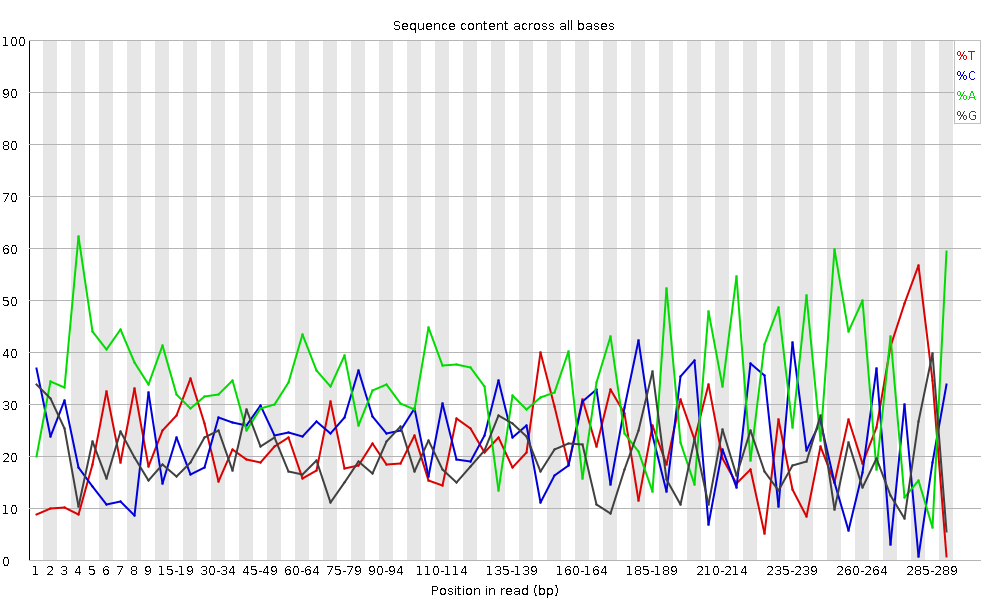 Sequence content across all bases
100
90
80
70
60
50
40
30
20
10
0
%T
%C
%A
%G
1 2 3 4 5 6 7 8 9 15-19 30-34 45-49 60-64 75-79 90-94 110-114 135-139 160-164 185-189 210-214 235-239 260-264 285-289
Position in read (bp)